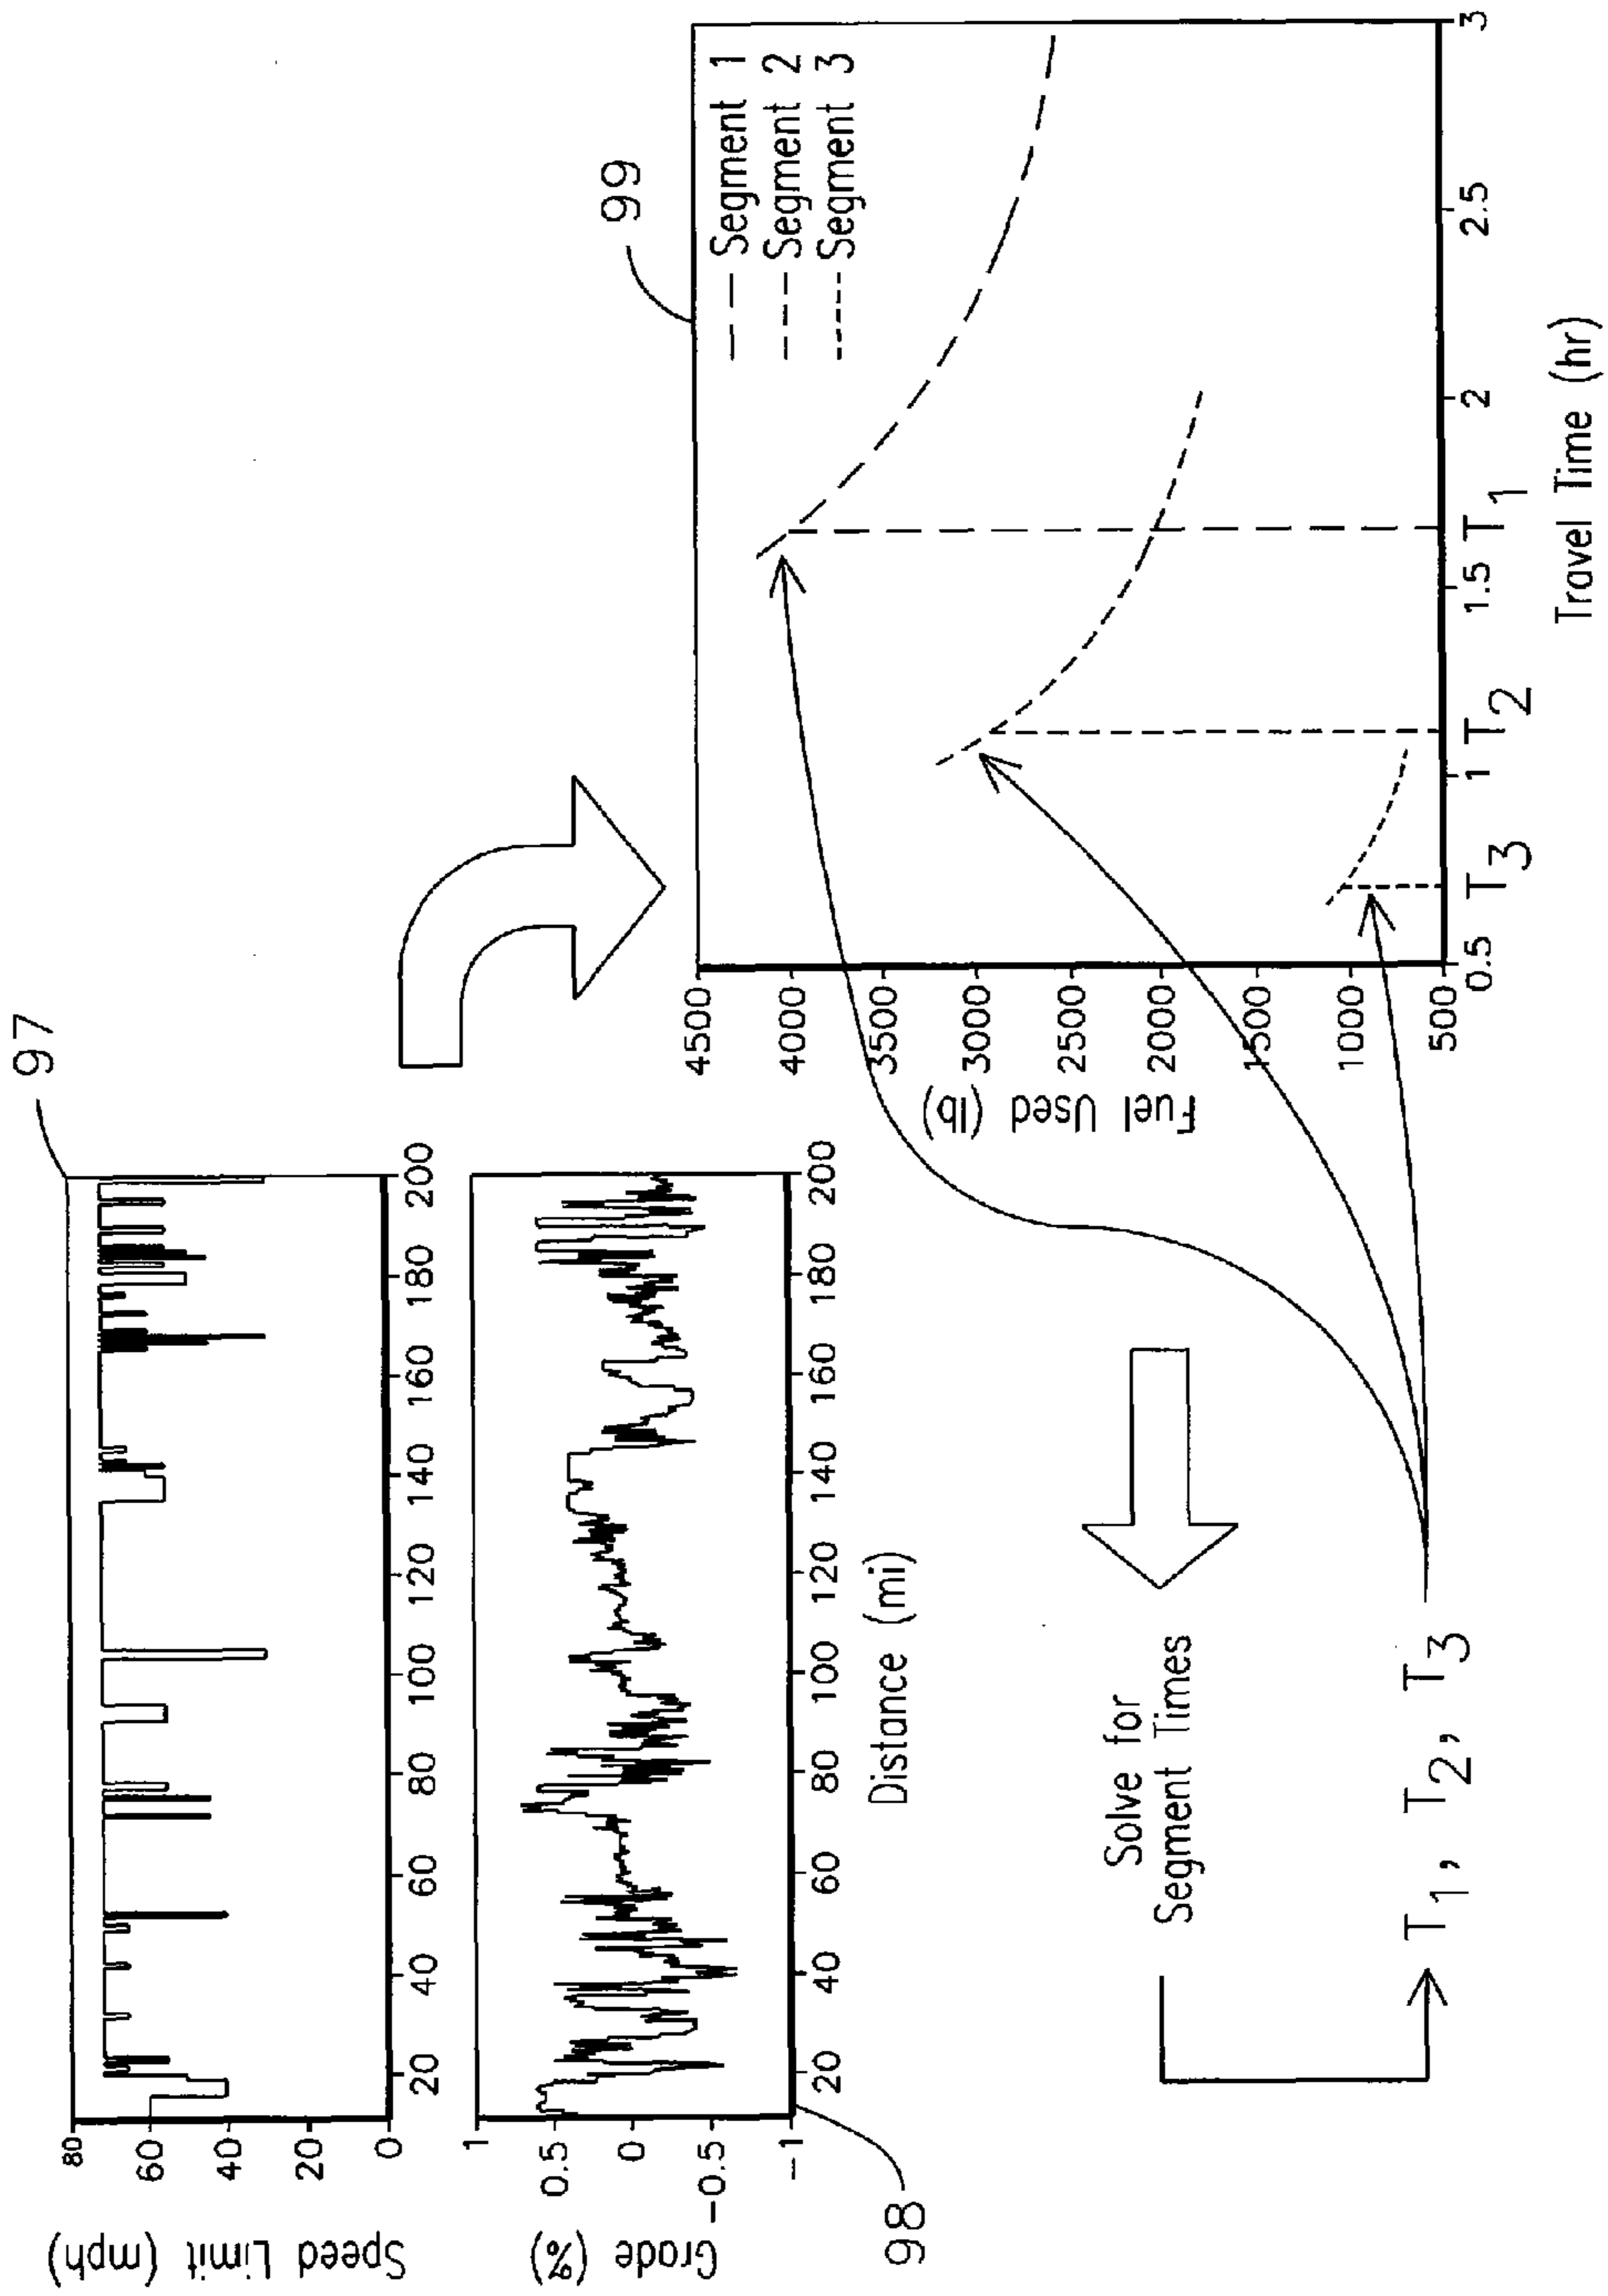 97
Speed Limit (mph)
80
60
40
20
0
20 40 60 80 100 120 140 160 180 200
Grade (%)
1
0.5
0
-0.5
-1
20 40 60 80 100 120 140 160 180 200
Distance (mi)
98
99
Fuel Used (lb)
4500
4000
3500
3000
2500
2000
1500
1000
500
Segment 1
Segment 2
Segment 3
0.5 T3 1 T2 1.5 T1 2 2.5 3
Travel Time (hr)
Solve for
Segment Times
T1, T2, T3